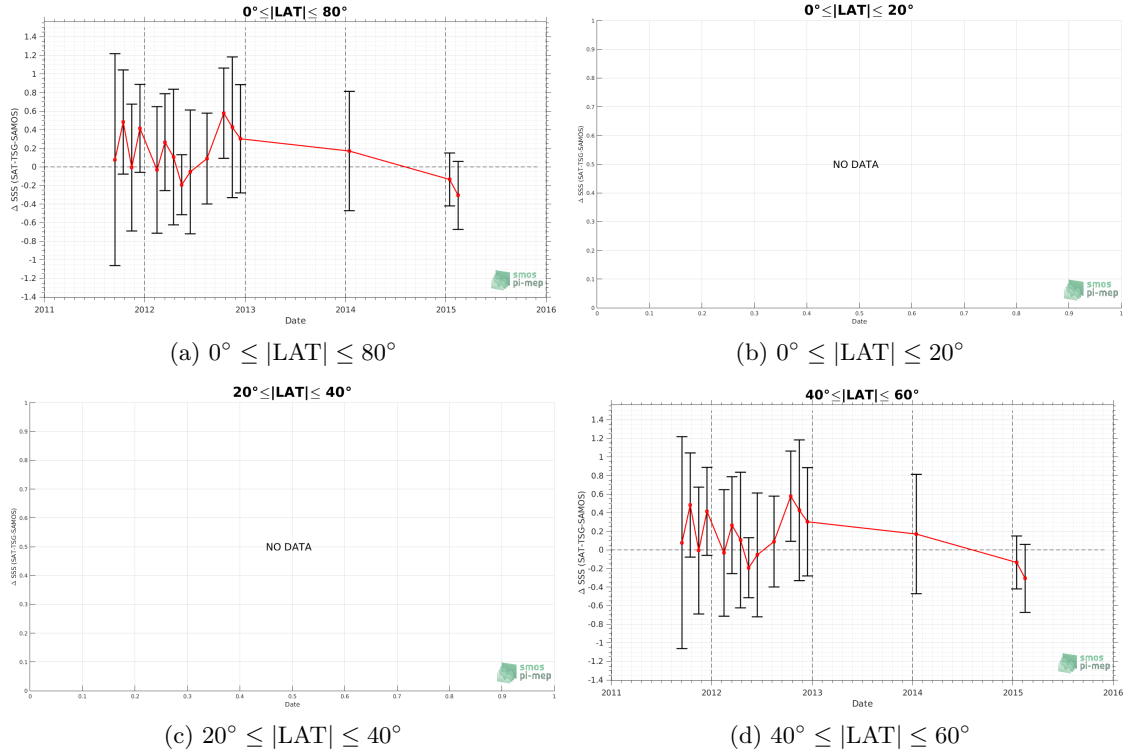 0°≤|LAT|≤ 80°
Δ SSS (SAT-TSG-SAMOS)
1.4
1.2
1
0.8
0.6
0.4
0.2
0
-0.2
-0.4
-0.6
-0.8
-1
-1.2
-1.4
2011 2012 2013 2014 2015 2016
Date
smos
pi-mep
(a) 0° ≤ |LAT| ≤ 80°
0°≤|LAT|≤ 20°
Δ SSS (SAT-TSG-SAMOS)
1
0.9
0.8
0.7
0.6
0.5
0.4
0.3
0.2
0.1
0
NO DATA
0 0.1 0.2 0.3 0.4 0.5 0.6 0.7 0.8 0.9 1
Date
smos
pi-mep
(b) 0° ≤ |LAT| ≤ 20°
20°≤|LAT|≤ 40°
Δ SSS (SAT-TSG-SAMOS)
1
0.9
0.8
0.7
0.6
0.5
0.4
0.3
0.2
0.1
0
NO DATA
0 0.1 0.2 0.3 0.4 0.5 0.6 0.7 0.8 0.9 1
Date
smos
pi-mep
(c) 20° ≤ |LAT| ≤ 40°
40°≤|LAT|≤ 60°
Δ SSS (SAT-TSG-SAMOS)
1.4
1.2
1
0.8
0.6
0.4
0.2
0
-0.2
-0.4
-0.6
-0.8
-1
-1.2
-1.4
2011 2012 2013 2014 2015 2016
Date
smos
pi-mep
(d) 40° ≤ |LAT| ≤ 60°